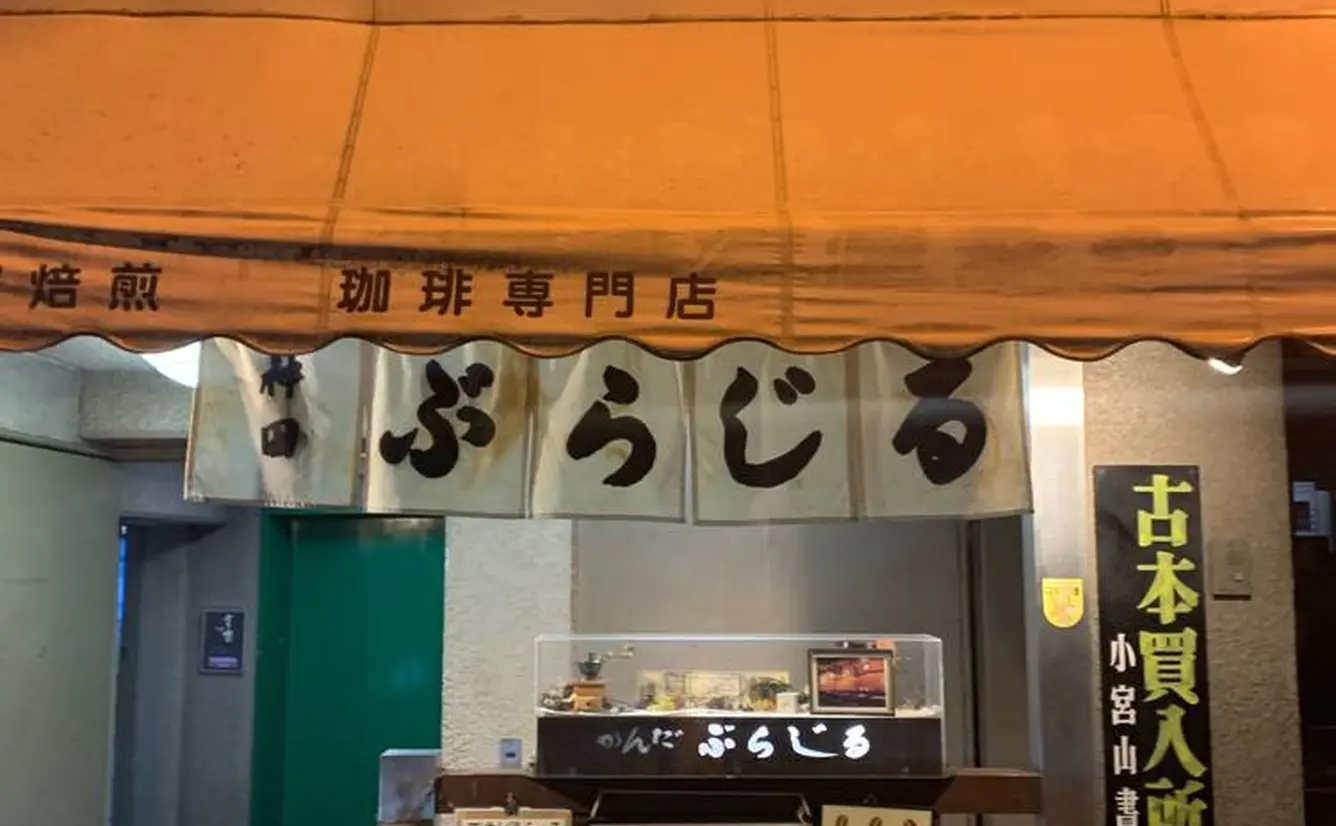 焙煎 珈琲専門店
神田 ぶらじる
かんだ ぶらじる
古本買入所
小宮山書